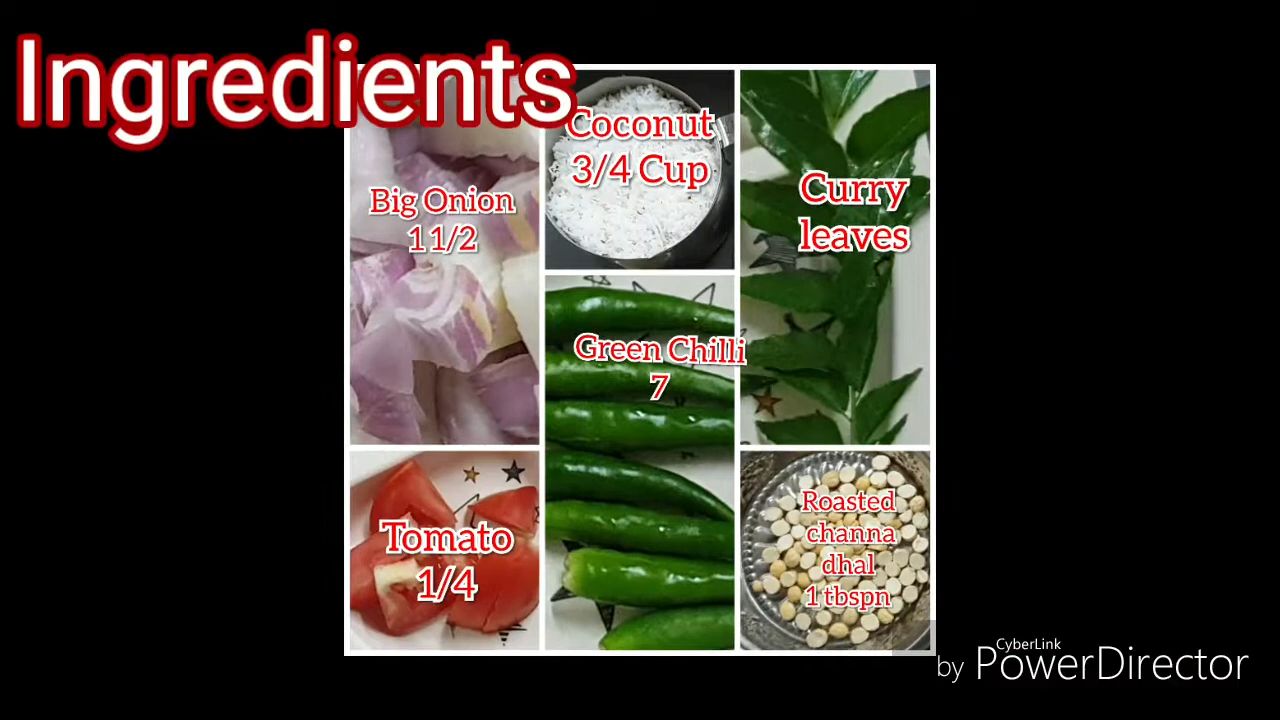 Ingredients
Big Onion
1 1/2
Coconut
3/4 Cup
Curry
leaves
Green Chilli
7
Tomato
1/4
Roasted
channa
dhal
1 tbspn
CyberLink
by PowerDirector